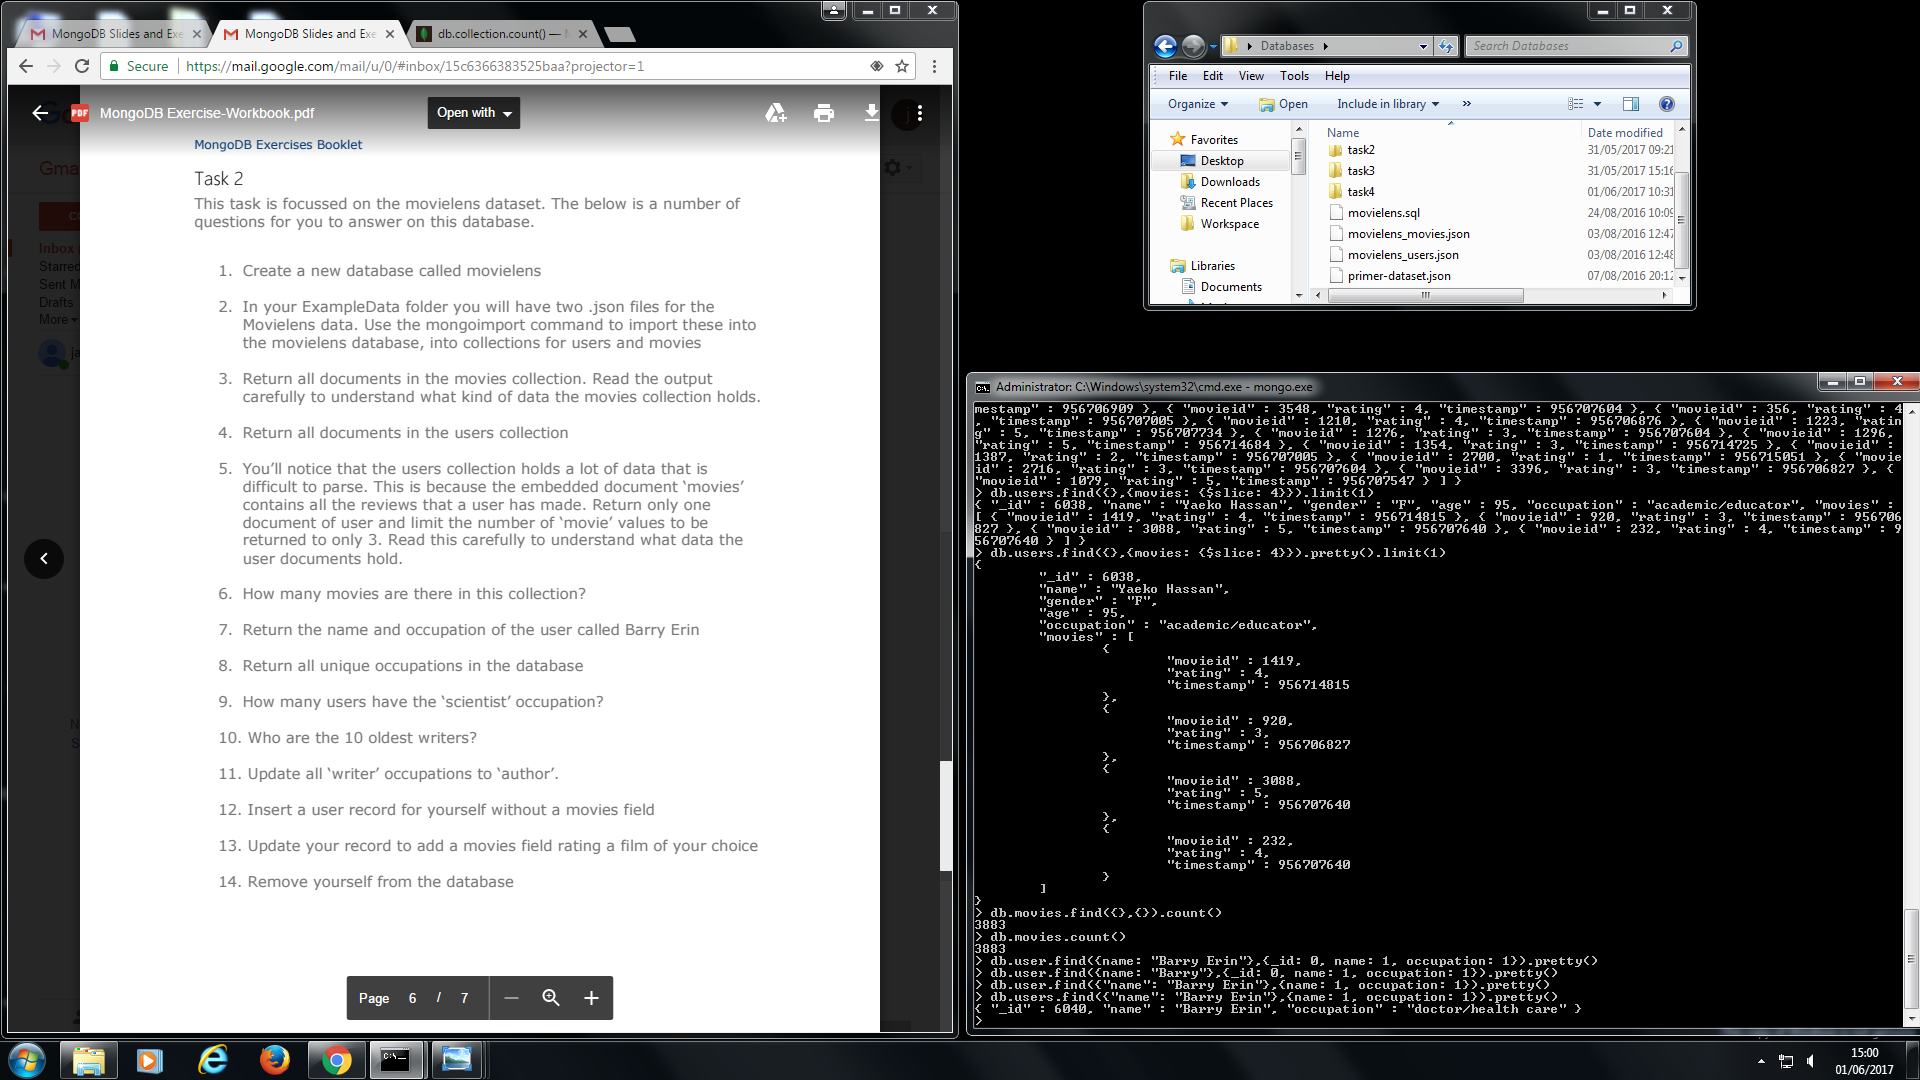 MongoDB Slides and Exe
MongoDB Slides and Exe
db.collection.count() —
Secure
https://mail.google.com/mail/u/0/#inbox/15c6366383525baa?projector=1
PDF
MongoDB Exercise-Workbook.pdf
Open with
MongoDB Exercises Booklet
Gma
Inbox
Starred
Sent M
Drafts
More
Task 2
This task is focussed on the movielens dataset. The below is a number of
questions for you to answer on this database.
1. Create a new database called movielens
2. In your ExampleData folder you will have two .json files for the
Movielens data. Use the mongoimport command to import these into
the movielens database, into collections for users and movies
3. Return all documents in the movies collection. Read the output
carefully to understand what kind of data the movies collection holds.
4. Return all documents in the users collection
5. You’ll notice that the users collection holds a lot of data that is
difficult to parse. This is because the embedded document ‘movies’
contains all the reviews that a user has made. Return only one
document of user and limit the number of ‘movie’ values to be
returned to only 3. Read this carefully to understand what data the
user documents hold.
6. How many movies are there in this collection?
7. Return the name and occupation of the user called Barry Erin
8. Return all unique occupations in the database
9. How many users have the ‘scientist’ occupation?
10. Who are the 10 oldest writers?
11. Update all ‘writer’ occupations to ‘author’.
12. Insert a user record for yourself without a movies field
13. Update your record to add a movies field rating a film of your choice
14. Remove yourself from the database
Page 6 / 7
Databases
Search Databases
File Edit View Tools Help
Organize Open Include in library »
Favorites
Desktop
Downloads
Recent Places
Workspace
Libraries
Documents
Name Date modified
task2 31/05/2017 09:21
task3 31/05/2017 15:16
task4 01/06/2017 10:31
movielens.sql 24/08/2016 10:09
movielens_movies.json 03/08/2016 12:47
movielens_users.json 03/08/2016 12:48
primer-dataset.json 07/08/2016 20:12
Administrator: C:\Windows\system32\cmd.exe - mongo.exe
mestamp" : 956706909 }, { "movieid" : 3548, "rating" : 4, "timestamp" : 956707604 }, { "movieid" : 356, "rating" : 4
, "timestamp" : 956707005 }, { "movieid" : 1210, "rating" : 4, "timestamp" : 956706876 }, { "movieid" : 1223, "ratin
g" : 5, "timestamp" : 956707734 }, { "movieid" : 1276, "rating" : 3, "timestamp" : 956707604 }, { "movieid" : 1296,
"rating" : 5, "timestamp" : 956714684 }, { "movieid" : 1354, "rating" : 3, "timestamp" : 956714725 }, { "movieid" :
1387, "rating" : 2, "timestamp" : 956707005 }, { "movieid" : 2700, "rating" : 1, "timestamp" : 956715051 }, { "movie
id" : 2716, "rating" : 3, "timestamp" : 956707604 }, { "movieid" : 3396, "rating" : 3, "timestamp" : 956706827 }, {
"movieid" : 1079, "rating" : 5, "timestamp" : 956707547 } ] }
> db.users.find({},{movies: {$slice: 4}}).limit(1)
{ "_id" : 6038, "name" : "Yaeko Hassan", "gender" : "F", "age" : 95, "occupation" : "academic/educator", "movies" :
[ { "movieid" : 1419, "rating" : 4, "timestamp" : 956714815 }, { "movieid" : 920, "rating" : 3, "timestamp" : 956706
827 }, { "movieid" : 3088, "rating" : 5, "timestamp" : 956707640 }, { "movieid" : 232, "rating" : 4, "timestamp" : 9
56707640 } ] }
> db.users.find({},{movies: {$slice: 4}}).pretty().limit(1)
{
"_id" : 6038,
"name" : "Yaeko Hassan",
"gender" : "F",
"age" : 95,
"occupation" : "academic/educator",
"movies" : [
{
"movieid" : 1419,
"rating" : 4,
"timestamp" : 956714815
},
{
"movieid" : 920,
"rating" : 3,
"timestamp" : 956706827
},
{
"movieid" : 3088,
"rating" : 5,
"timestamp" : 956707640
},
{
"movieid" : 232,
"rating" : 4,
"timestamp" : 956707640
}
]
}
> db.movies.find({},{}).count()
3883
> db.movies.count()
3883
> db.user.find({name: "Barry Erin"},{_id: 0, name: 1, occupation: 1}).pretty()
> db.user.find({name: "Barry"},{_id: 0, name: 1, occupation: 1}).pretty()
> db.user.find({"name": "Barry Erin"},{name: 1, occupation: 1}).pretty()
> db.users.find({"name": "Barry Erin"},{name: 1, occupation: 1}).pretty()
{ "_id" : 6040, "name" : "Barry Erin", "occupation" : "doctor/health care" }
>
15:00
01/06/2017